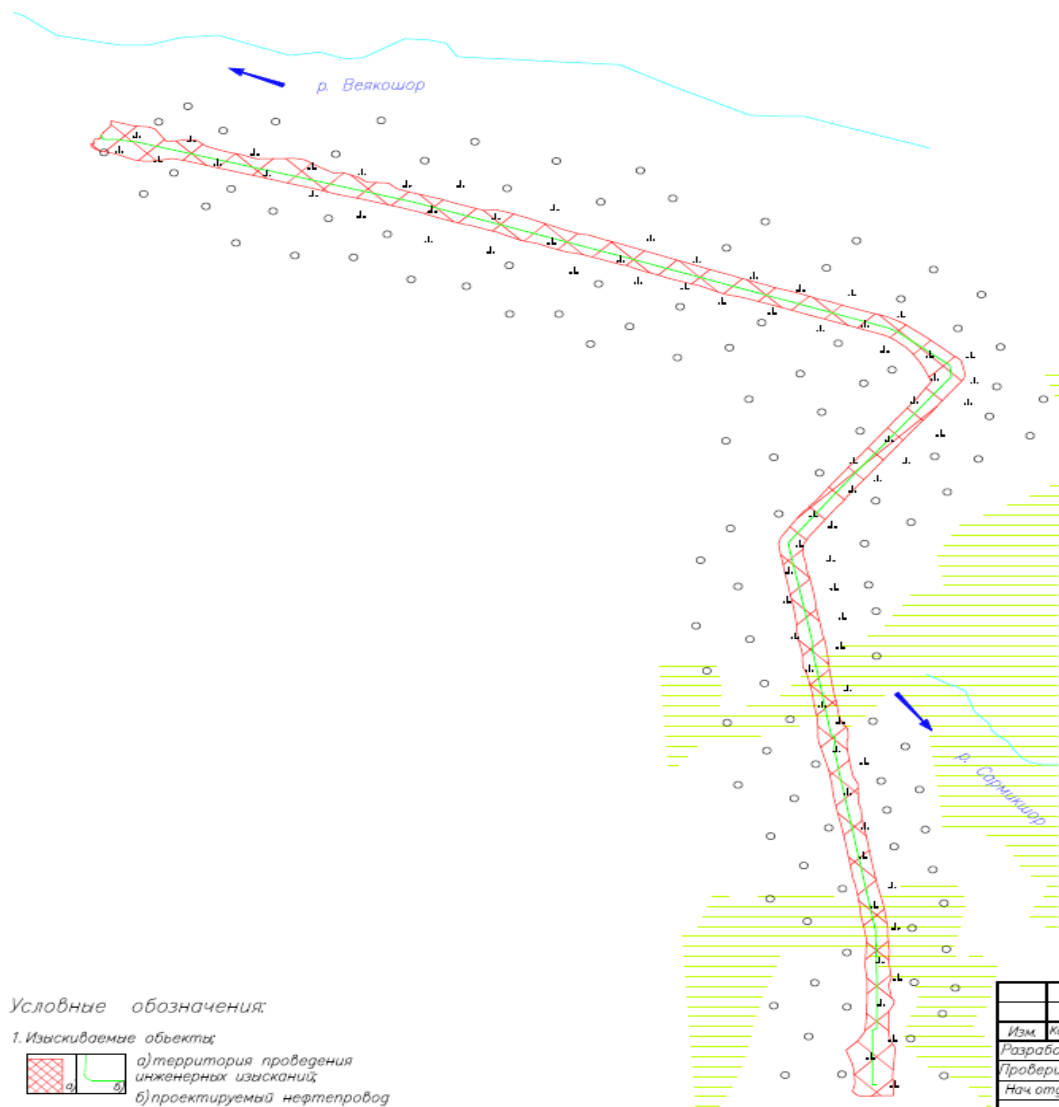 р. Веякошор
р. Сармикшор
Условные обозначения:
1. Изыскиваемые объекты;
а) б)
а) территория проведения
инженерных изысканий;
б) проектируемый нефтепровод
Изм.